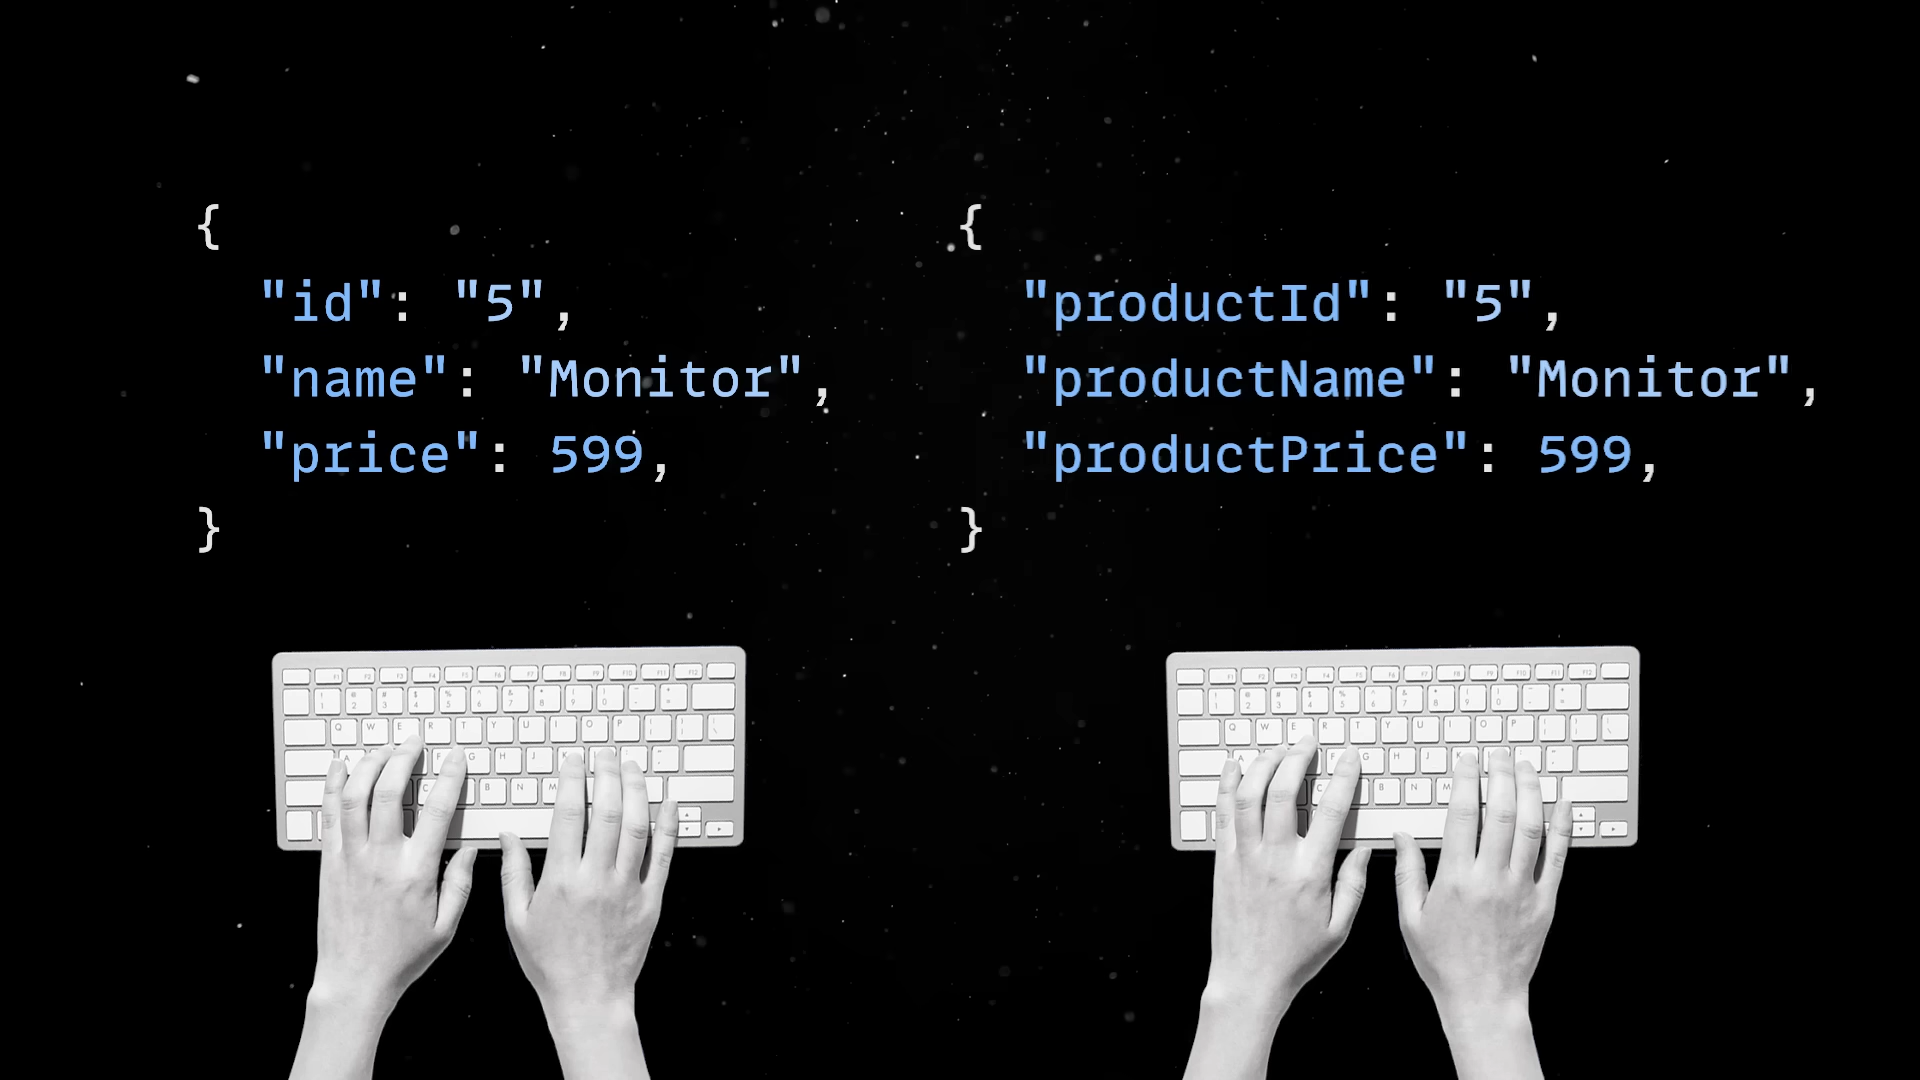 {
"id": "5",
"name": "Monitor",
"price": 599,
}
{
"productId": "5",
"productName": "Monitor",
"productPrice": 599,
}